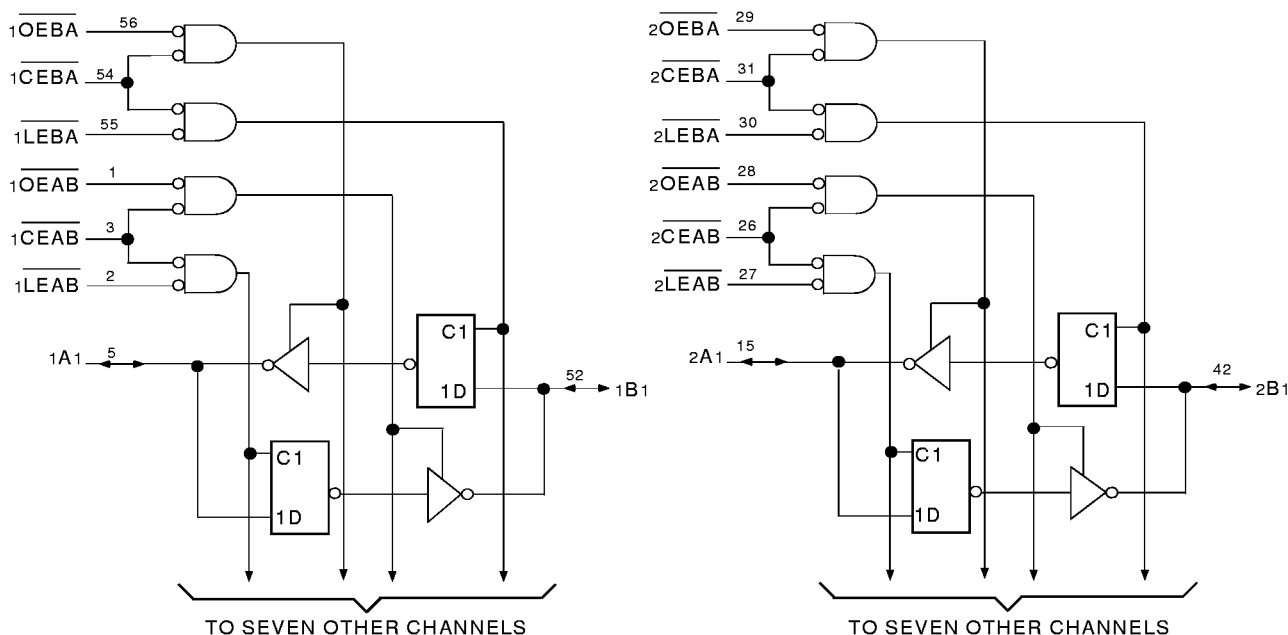 1OEBA 56
1CEBA 54
1LEBA 55
1OEAB 1
1CEAB 3
1LEAB 2
1A1 5
C1
1D
52 1B1
C1
1D
TO SEVEN OTHER CHANNELS
2OEBA 29
2CEBA 31
2LEBA 30
2OEAB 28
2CEAB 26
2LEAB 27
2A1 15
C1
1D
42 2B1
C1
1D
TO SEVEN OTHER CHANNELS